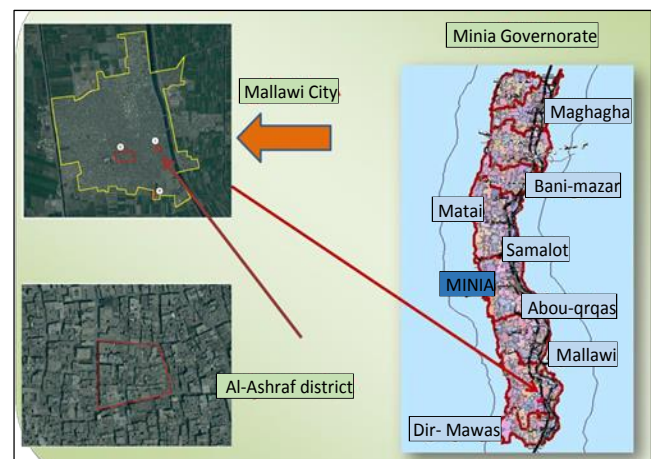 Minia Governorate
Mallawi City
Maghagha
Bani-mazar
Matai
Samalot
MINIA
Abou-qrqas
Mallawi
Al-Ashraf district
Dir- Mawas